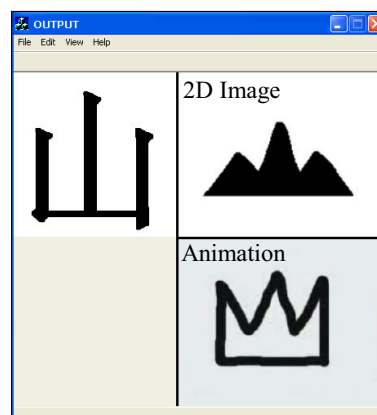 OUTPUT
File Edit View Help
山
2D Image
Animation